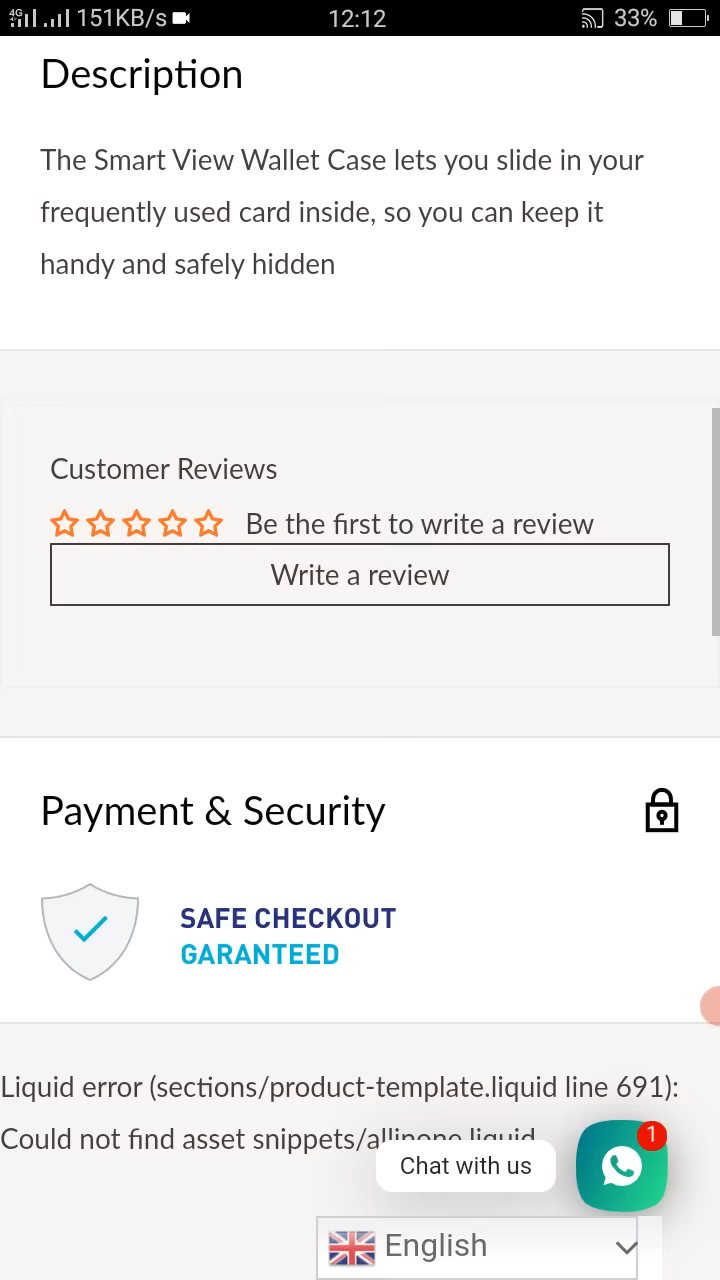 4G 151KB/s 12:12 33%
Description
The Smart View Wallet Case lets you slide in your
frequently used card inside, so you can keep it
handy and safely hidden
Customer Reviews
Be the first to write a review
Write a review
Payment & Security
SAFE CHECKOUT
GARANTEED
Liquid error (sections/product-template.liquid line 691):
Could not find asset snippets/allinone.liquid
1
Chat with us
English